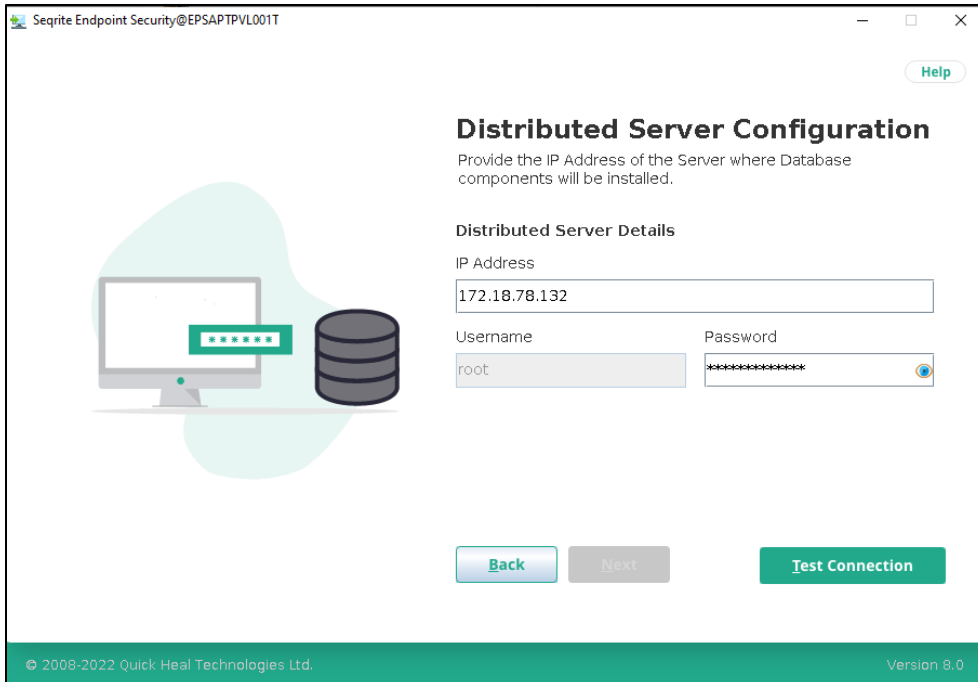 Seqrite Endpoint Security@EPSAPTPVL001T
Help
Distributed Server Configuration
Provide the IP Address of the Server where Database
components will be installed.
Distributed Server Details
IP Address
172.18.78.132
Username
Password
root
*************
******
Back
Next
Test Connection
© 2008-2022 Quick Heal Technologies Ltd.
Version 8.0